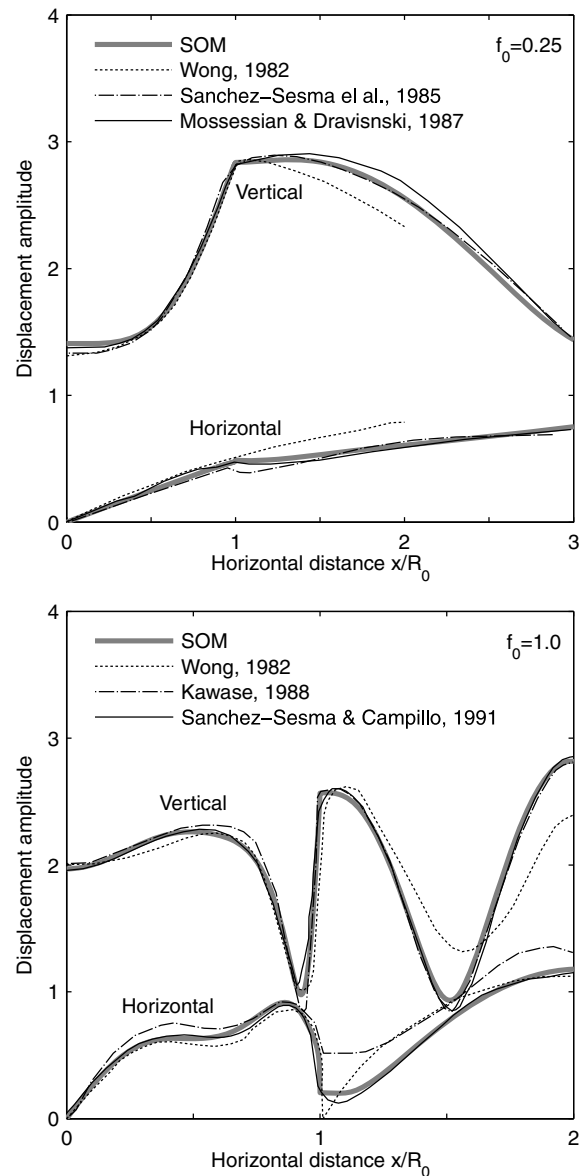 4
SOM
f0=0.25
Wong, 1982
Sanchez−Sesma el al., 1985
Mossessian & Dravisnski, 1987
3
Vertical
Displacement amplitude
2
1
Horizontal
0
0
1
2
3
Horizontal distance x/R0
4
SOM
f0=1.0
Wong, 1982
Kawase, 1988
Sanchez−Sesma & Campillo, 1991
3
Vertical
Displacement amplitude
2
1
Horizontal
0
0
1
2
Horizontal distance x/R0